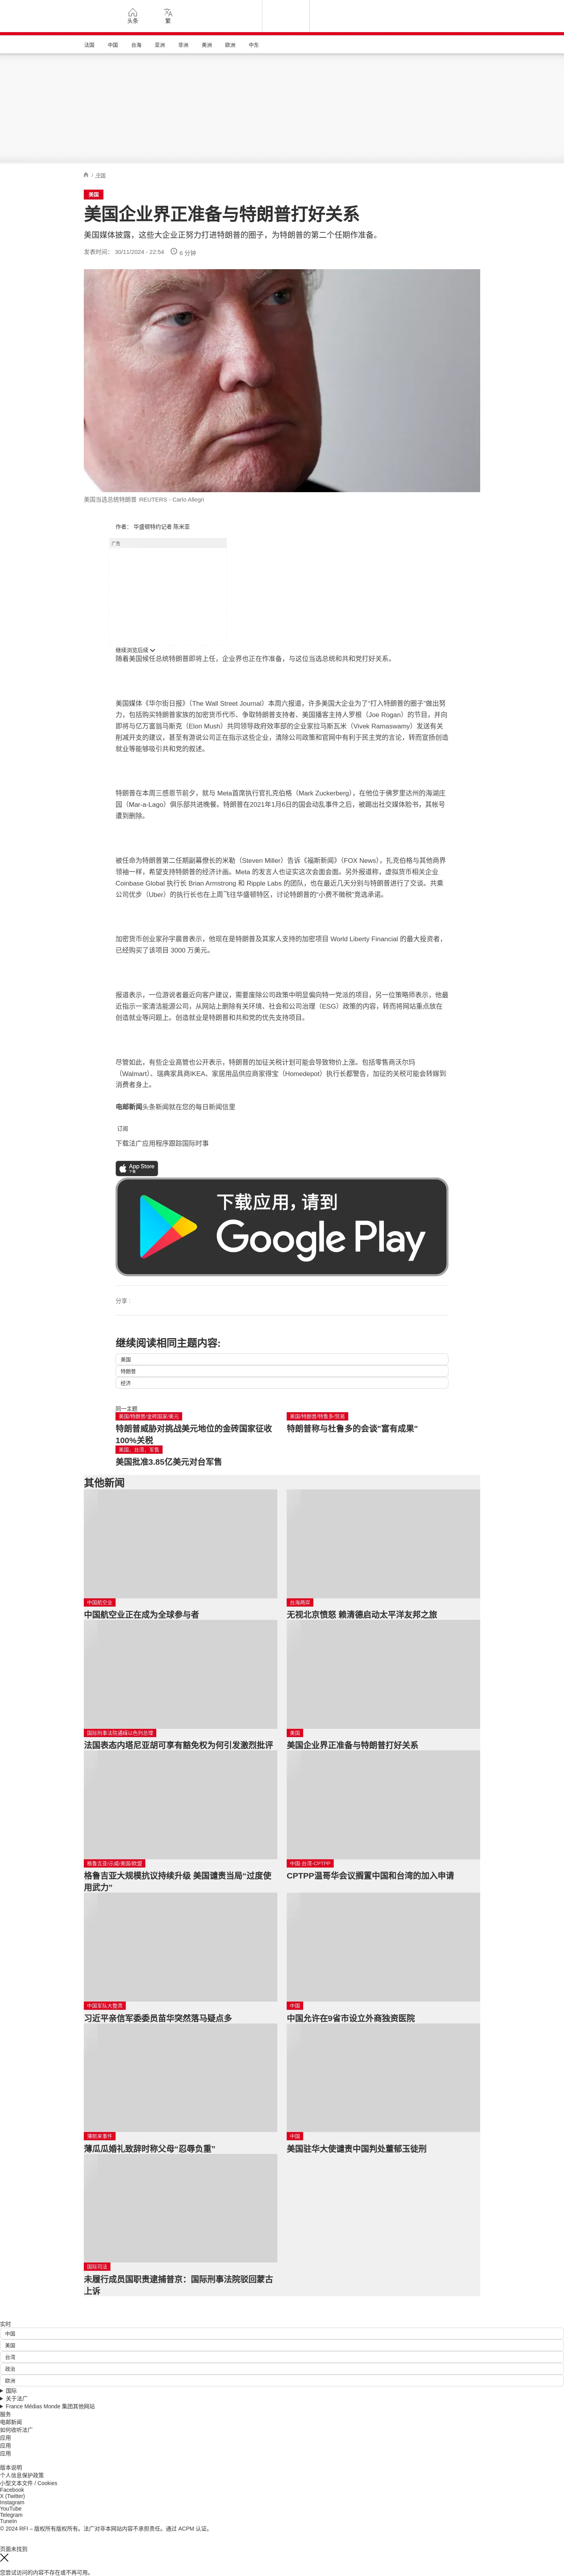 头条
繁
法国
中国
台海
亚洲
非洲
美洲
欧洲
中东
/ 中国
美国
美国企业界正准备与特朗普打好关系
美国媒体披露，这些大企业正努力打进特朗普的圈子，为特朗普的第二个任期作准备。
发表时间： 30/11/2024 - 22:54
6 分钟
美国当选总统特朗普 REUTERS - Carlo Allegri
作者： 华盛顿特约记者 陈米亚
广告
继续浏览后续
随着美国候任总统特朗普即将上任，企业界也正在作准备，与这位当选总统和共和党打好关系。
美国媒体《华尔街日报》（The Wall Street Journal）本周六报道，许多美国大企业为了“打入特朗普的圈子”做出努
力，包括购买特朗普家族的加密货币代币、争取特朗普支持者、美国播客主持人罗根（Joe Rogan）的节目，并向
即将与亿万富翁马斯克（Elon Mush）共同领导政府效率部的企业家拉马斯瓦米（Vivek Ramaswamy）发送有关
削减开支的建议，甚至有游说公司正在指示这些企业，清除公司政策和官网中有利于民主党的言论，转而宣扬创造
就业等能够吸引共和党的叙述。
特朗普在本周三感恩节前夕，就与 Meta首席执行官扎克伯格（Mark Zuckerberg），在他位于佛罗里达州的海湖庄
园（Mar-a-Lago）俱乐部共进晚餐。特朗普在2021年1月6日的国会动乱事件之后，被踢出社交媒体脸书，其帐号
遭到删除。
被任命为特朗普第二任期副幕僚长的米勒（Steven Miller）告诉《福斯新闻》（FOX News），扎克伯格与其他商界
领袖一样，希望支持特朗普的经济计画。Meta 的发言人也证实这次会面会面。另外报道称，虚拟货币相关企业
Coinbase Global 执行长 Brian Armstrong 和 Ripple Labs 的团队，也在最近几天分别与特朗普进行了交谈。共乘
公司优步（Uber）的执行长也在上周飞往华盛顿特区，讨论特朗普的“小费不徵税”竞选承诺。
加密货币创业家孙宇晨曾表示，他现在是特朗普及其家人支持的加密项目 World Liberty Financial 的最大投资者，
已经购买了该项目 3000 万美元。
报道表示，一位游说者最近向客户建议，需要废除公司政策中明显偏向特一党派的项目，另一位策略师表示，他最
近指示一家清洁能源公司，从网站上删除有关环境、社会和公司治理（ESG）政策的内容，转而将网站重点放在
创造就业等问题上。创造就业是特朗普和共和党的优先支持项目。
尽管如此，有些企业高管也公开表示，特朗普的加征关税计划可能会导致物价上涨。包括零售商沃尔玛
（Walmart）、瑞典家具商IKEA、家居用品供应商家得宝（Homedepot）执行长都警告，加征的关税可能会转嫁到
消费者身上。
电邮新闻头条新闻就在您的每日新闻信里
订阅
下载法广应用程序跟踪国际时事
App Store
下载
下载应用，请到
Google Play
分享 :
继续阅读相同主题内容:
美国
特朗普
经济
同一主题
美国/特朗普/金砖国家/美元
特朗普威胁对挑战美元地位的金砖国家征收
100%关税
美国/特朗普/特鲁多/贸易
特朗普称与杜鲁多的会谈“富有成果“
美国、台湾、军售
美国批准3.85亿美元对台军售
其他新闻
中国航空业
中国航空业正在成为全球参与者
台海两岸
无视北京愤怒 赖清德启动太平洋友邦之旅
国际刑事法院通缉以色列总理
法国表态内塔尼亚胡可享有豁免权为何引发激烈批评
美国
美国企业界正准备与特朗普打好关系
格鲁吉亚/示威/美国/欧盟
格鲁吉亚大规模抗议持续升级 美国谴责当局“过度使
用武力”
中国·台湾-CPTPP
CPTPP温哥华会议搁置中国和台湾的加入申请
中国军队大整肃
习近平亲信军委委员苗华突然落马疑点多
中国
中国允许在9省市设立外商独资医院
薄熙来事件
薄瓜瓜婚礼致辞时称父母“忍辱负重”
中国
美国驻华大使谴责中国判处董郁玉徒刑
国际司法
未履行成员国职责逮捕普京：国际刑事法院驳回蒙古
上诉
实时
中国
美国
台湾
政治
欧洲
国际
关于法广
France Médias Monde 集团其他网站
服务
电邮新闻
如何收听法广
应用
应用
应用
版本说明
个人信息保护政策
小型文本文件 / Cookies
Facebook
X (Twitter)
Instagram
YouTube
Telegram
TuneIn
© 2024 RFI – 版权所有版权所有。法广对非本网站内容不承担责任。通过 ACPM 认证。
页面未找到
您尝试访问的内容不存在或不再可用。